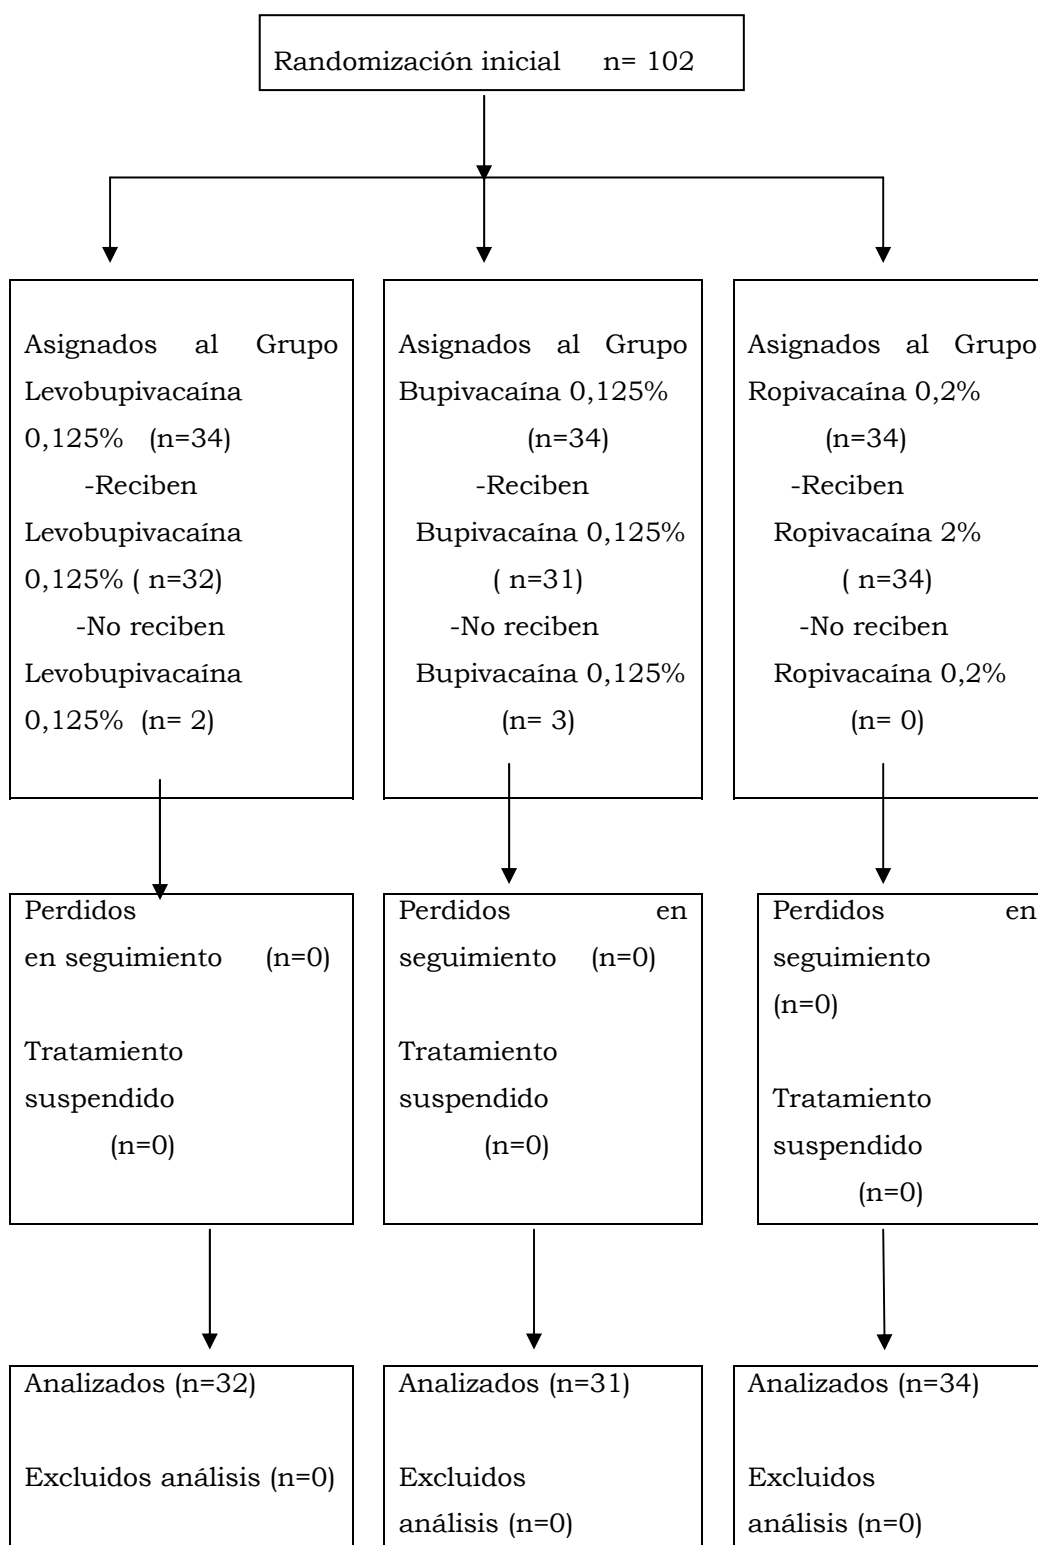 Randomización inicial n= 102
Asignados al Grupo
Levobupivacaína
0,125% (n=34)
-Reciben
Levobupivacaína
0,125% ( n=32)
-No reciben
Levobupivacaína
0,125% (n= 2)
Asignados al Grupo
Bupivacaína 0,125%
(n=34)
-Reciben
Bupivacaína 0,125%
( n=31)
-No reciben
Bupivacaína 0,125%
(n= 3)
Asignados al Grupo
Ropivacaína 0,2%
(n=34)
-Reciben
Ropivacaína 2%
( n=34)
-No reciben
Ropivacaína 0,2%
(n= 0)
Perdidos
en seguimiento (n=0)
Tratamiento
suspendido
(n=0)
Perdidos en
seguimiento (n=0)
Tratamiento
suspendido
(n=0)
Perdidos en
seguimiento
(n=0)
Tratamiento
suspendido
(n=0)
Analizados (n=32)
Excluidos análisis (n=0)
Analizados (n=31)
Excluidos
análisis (n=0)
Analizados (n=34)
Excluidos
análisis (n=0)